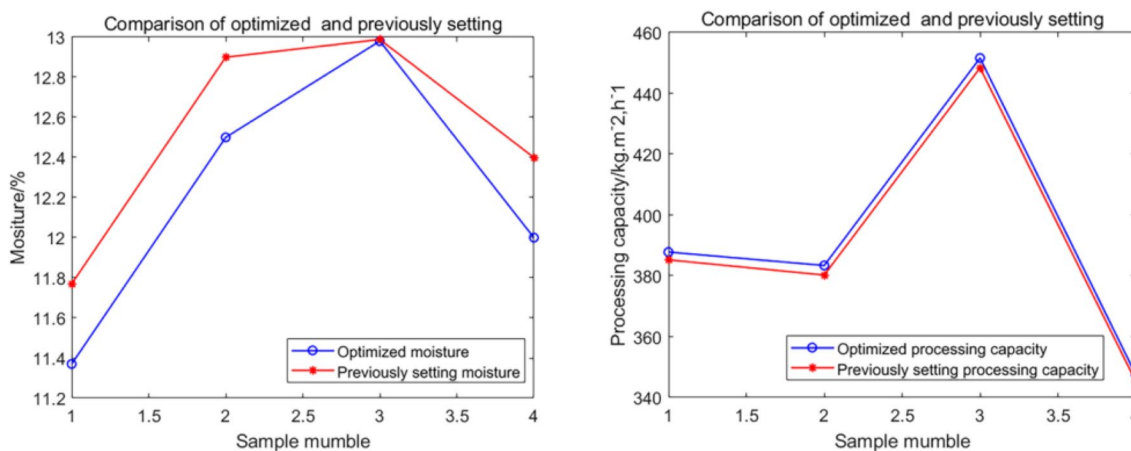 Comparison of optimized and previously setting
13
12.8
12.6
12.4
12.2
12
11.8
11.6
11.4
11.2
Mositure/%
Optimized moisture
Previously setting moisture
1 1.5 2 2.5 3 3.5 4
Sample mumble
Comparison of optimized and previously setting
460
440
420
400
380
360
340
Processing capacity/kg.m⁻2,h⁻1
Optimized processing capacity
Previously setting processing capacity
1 1.5 2 2.5 3 3.5
Sample mumble